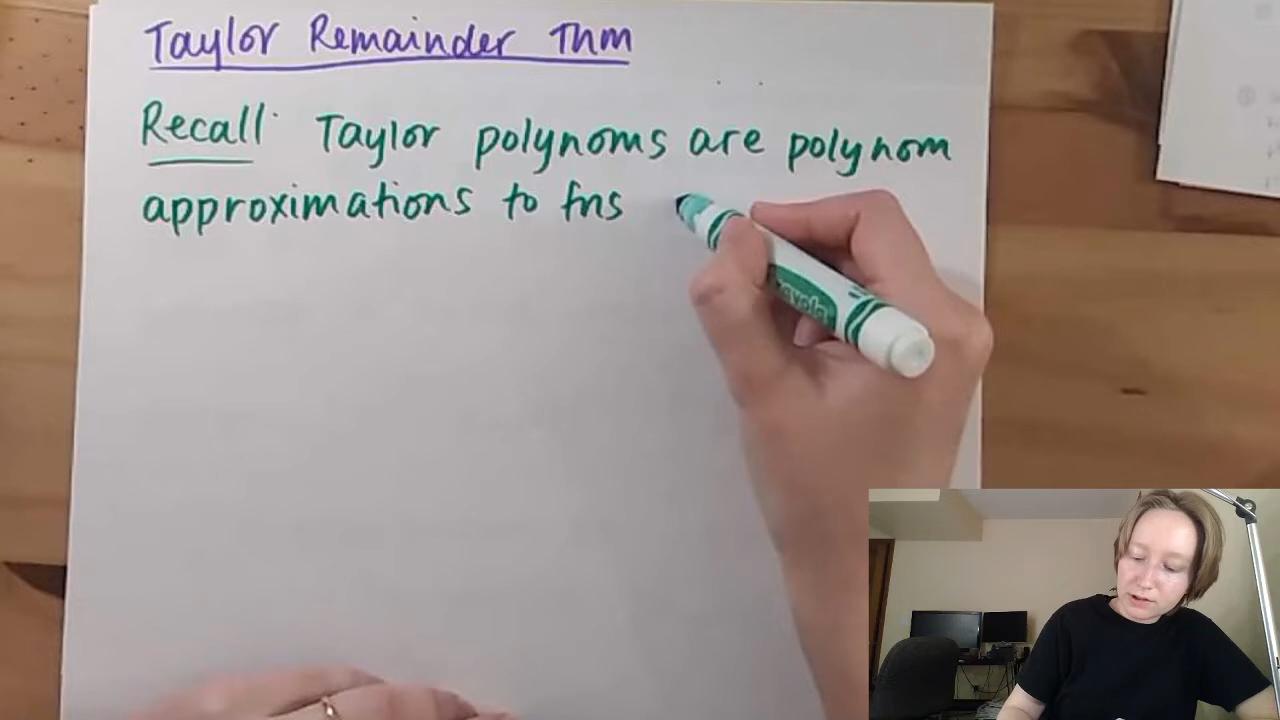 Taylor Remainder Thm
Recall: Taylor polynoms are polynom
approximations to fns